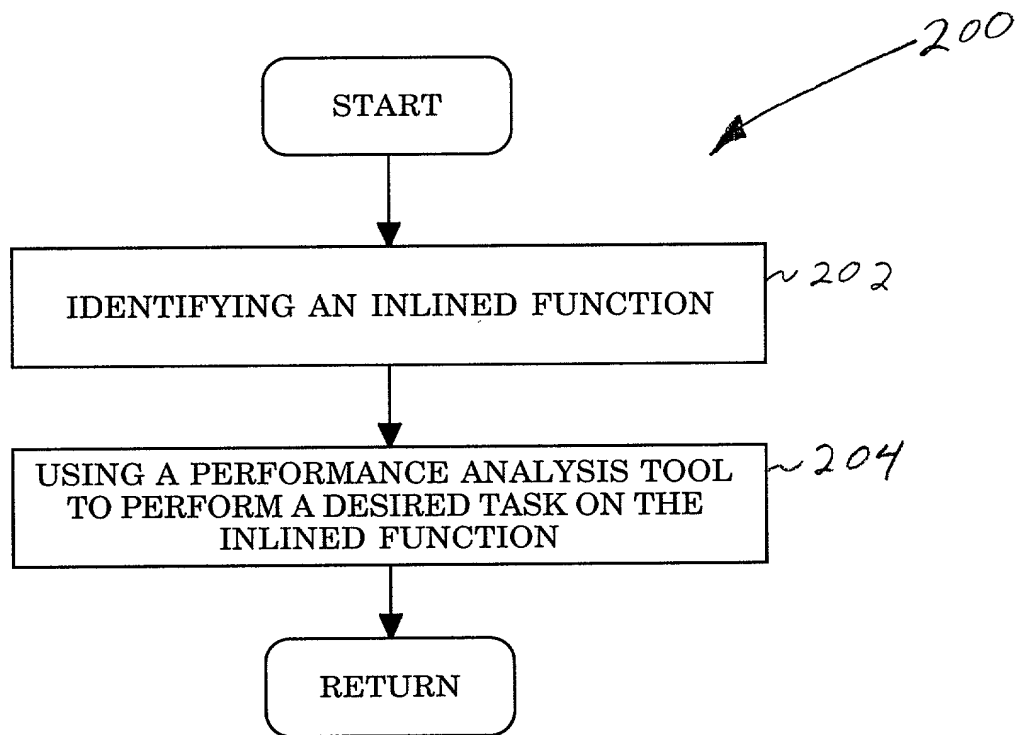 200
START
IDENTIFYING AN INLINED FUNCTION
202
USING A PERFORMANCE ANALYSIS TOOL
TO PERFORM A DESIRED TASK ON THE
INLINED FUNCTION
204
RETURN